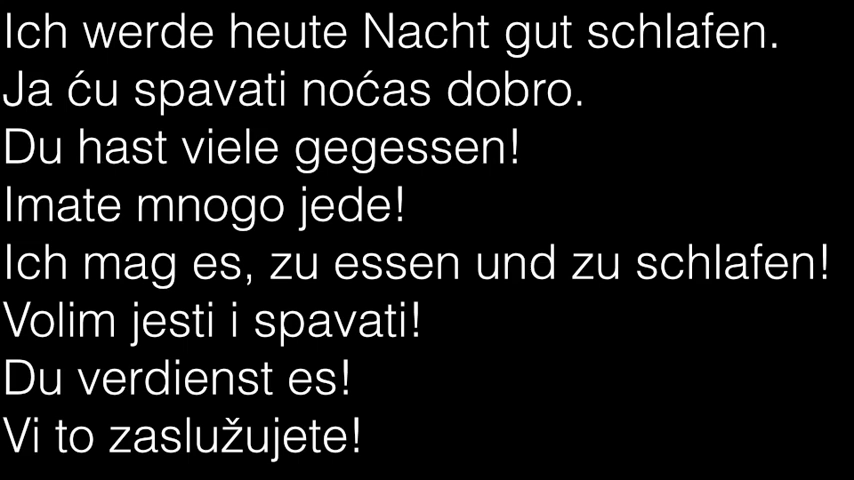 Ich werde heute Nacht gut schlafen.
Ja ću spavati noćas dobro.
Du hast viele gegessen!
Imate mnogo jede!
Ich mag es, zu essen und zu schlafen!
Volim jesti i spavati!
Du verdienst es!
Vi to zaslužujete!